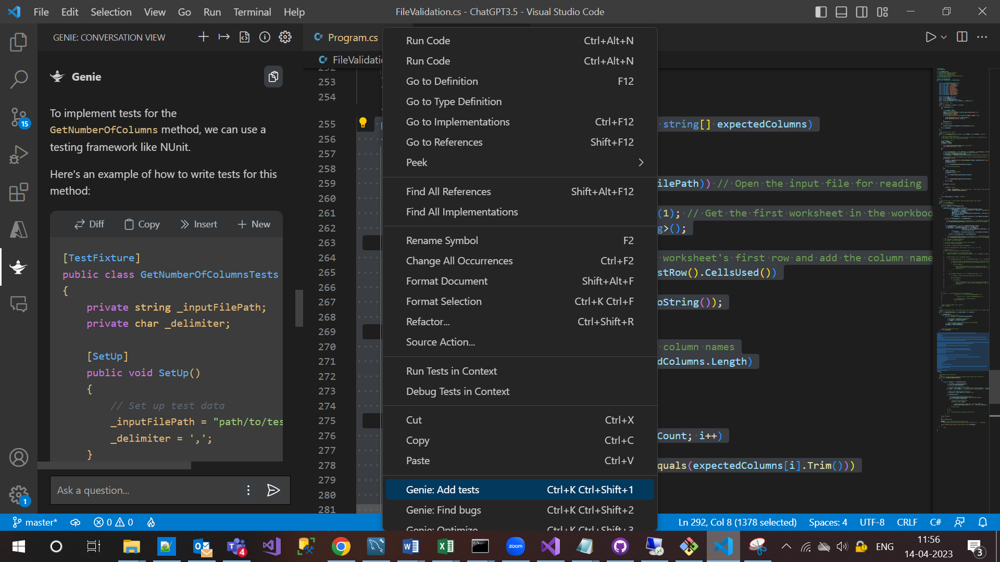 File Edit Selection View Go Run Terminal Help
FileValidation.cs - ChatGPT3.5 - Visual Studio Code
GENIE: CONVERSATION VIEW
Program.cs
Genie
To implement tests for the
GetNumberOfColumns method, we can use a
testing framework like NUnit.
Here's an example of how to write tests for this
method:
Diff Copy Insert New
[TestFixture]
public class GetNumberOfColumnsTests
{
private string _inputFilePath;
private char _delimiter;
[SetUp]
public void SetUp()
{
// Set up test data
_inputFilePath = "path/to/tes
_delimiter = ',';
}
Ask a question...
15
1
252
253
254
255
256
257
258
259
260
261
262
263
264
265
266
267
268
269
270
271
272
273
274
275
276
277
278
279
280
281
Run Code Ctrl+Alt+N
Run Code Ctrl+Alt+N
Go to Definition F12
Go to Type Definition
Go to Implementations Ctrl+F12
Go to References Shift+F12
Peek
Find All References Shift+Alt+F12
Find All Implementations
Rename Symbol F2
Change All Occurrences Ctrl+F2
Format Document Shift+Alt+F
Format Selection Ctrl+K Ctrl+F
Refactor... Ctrl+Shift+R
Source Action...
Run Tests in Context
Debug Tests in Context
Cut Ctrl+X
Copy Ctrl+C
Paste Ctrl+V
Genie: Add tests Ctrl+K Ctrl+Shift+1
Genie: Find bugs Ctrl+K Ctrl+Shift+2
Genie: Optimize Ctrl+K Ctrl+Shift+3
string[] expectedColumns)
ilePath)) // Open the input file for reading
(1); // Get the first worksheet in the workboo
g>();
worksheet's first row and add the column name
stRow().CellsUsed())
oString());
column names
dColumns.Length)
Count; i++)
quals(expectedColumns[i].Trim()))
master* 0 0
Ln 292, Col 8 (1378 selected) Spaces: 4 UTF-8 CRLF C#
4
zoom
ENG
11:56
14-04-2023
3